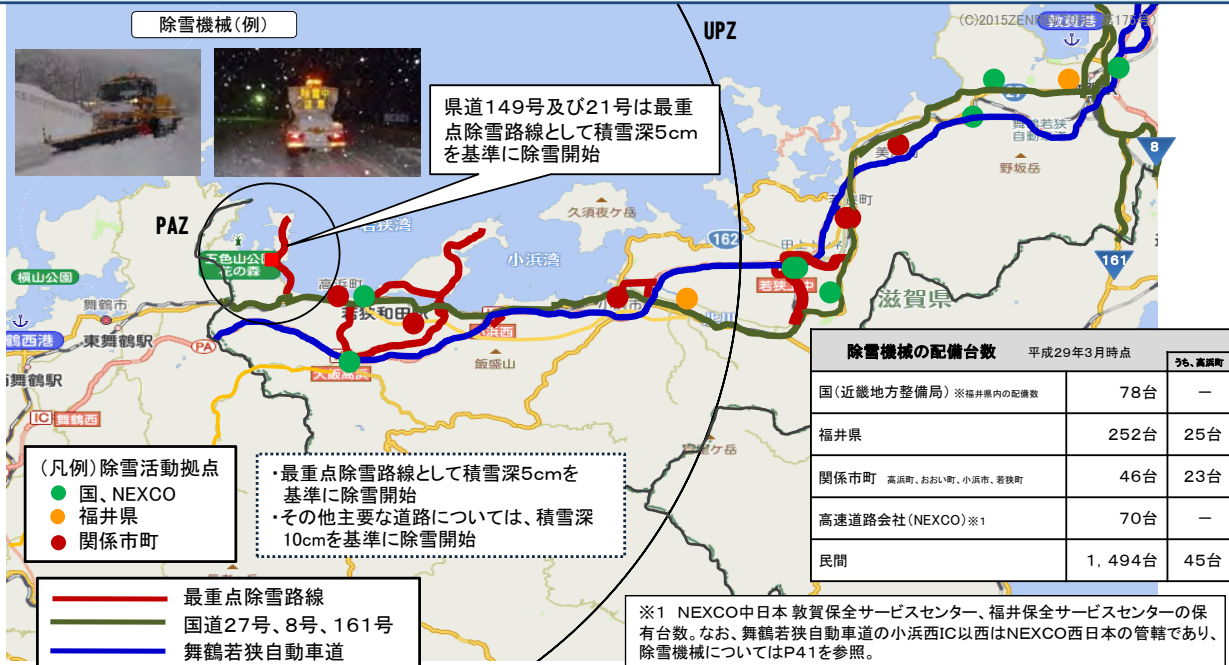 除雪機械(例)
UPZ
(C)2015ZENRIN
敦賀港
県道149号及び21号は最重
点除雪路線として積雪深5cm
を基準に除雪開始
舞鶴若狭
自動車道
野坂岳
8
PAZ
若狭湾
久須夜ケ岳
162
小浜湾
五色山公園
花の森
横山公園
高浜町
舞鶴市
若狭和田駅
161
滋賀県
東舞鶴駅
PA
小浜西
飯盛山
大飯高浜
IC 舞鶴西
除雪機械の配備台数 平成29年3月時点
うち、高浜町
国(近畿地方整備局) ※福井県内の配備数 78台 −
福井県 252台 25台
関係市町 高浜町、おおい町、小浜市、若狭町 46台 23台
高速道路会社(NEXCO)※1 70台 −
民間 1,494台 45台
(凡例)除雪活動拠点
国、NEXCO
福井県
関係市町
・最重点除雪路線として積雪深5cmを
基準に除雪開始
・その他主要な道路については、積雪深
10cmを基準に除雪開始
最重点除雪路線
国道27号、8号、161号
舞鶴若狭自動車道
※1 NEXCO中日本 敦賀保全サービスセンター、福井保全サービスセンターの保
有台数。なお、舞鶴若狭自動車道の小浜西IC以西はNEXCO西日本の管轄であり、
除雪機械についてはP41を参照。